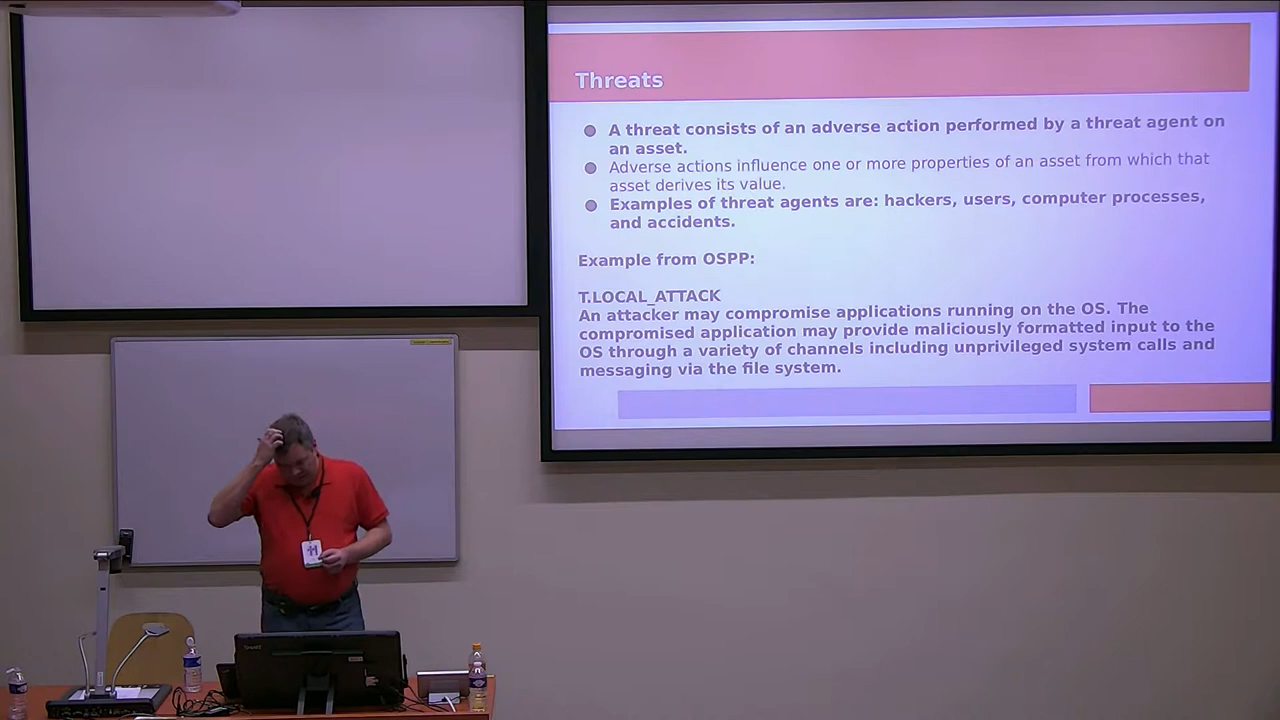 Threats
A threat consists of an adverse action performed by a threat agent on
an asset.
Adverse actions influence one or more properties of an asset from which that
asset derives its value.
Examples of threat agents are: hackers, users, computer processes,
and accidents.
Example from OSPP:
T.LOCAL_ATTACK
An attacker may compromise applications running on the OS. The
compromised application may provide maliciously formatted input to the
OS through a variety of channels including unprivileged system calls and
messaging via the file system.